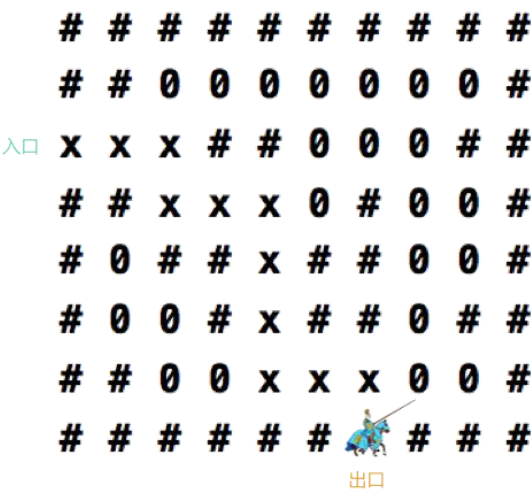 # # # # # # # # # #
# # 0 0 0 0 0 0 0 #
入口 x x x # # 0 0 0 # #
# # x x x 0 # 0 0 #
# 0 # # x # # 0 0 #
# 0 0 # x # # 0 # #
# # 0 0 x x x 0 0 #
# # # # # # # # #
出口